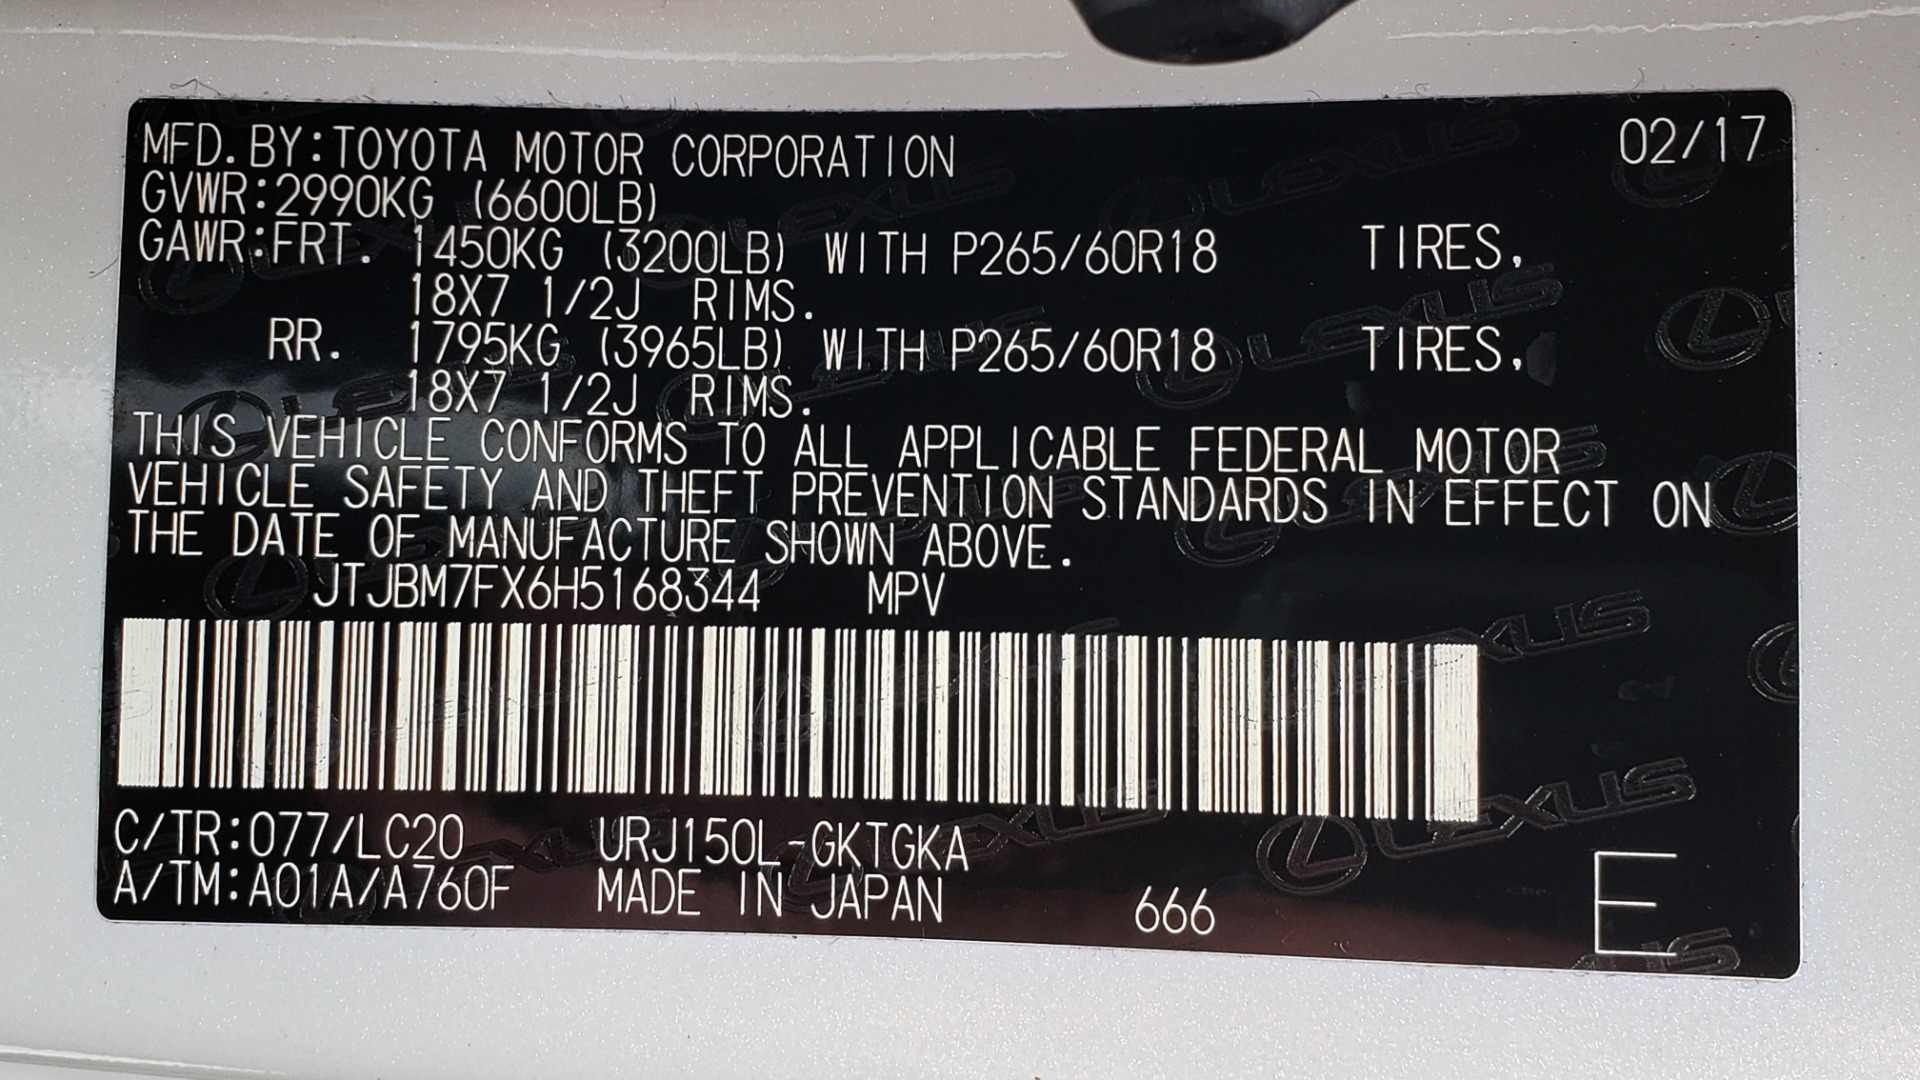 MFD. BY:TOYOTA MOTOR CORPORATION 02/17
GVWR:2990KG (6600LB)
GAWR:FRT. 1450KG (3200LB) WITH P265/60R18 TIRES,
18X7 1/2J RIMS.
RR. 1795KG (3965LB) WITH P265/60R18 TIRES,
18X7 1/2J RIMS.
THIS VEHICLE CONFORMS TO ALL APPLICABLE FEDERAL MOTOR
VEHICLE SAFETY AND THEFT PREVENTION STANDARDS IN EFFECT ON
THE DATE OF MANUFACTURE SHOWN ABOVE.
JTJBM7FX6H5168344 MPV
C/TR:077/LC20 URJ150L-GKTGKA
A/TM:A01A/A760F MADE IN JAPAN 666 E